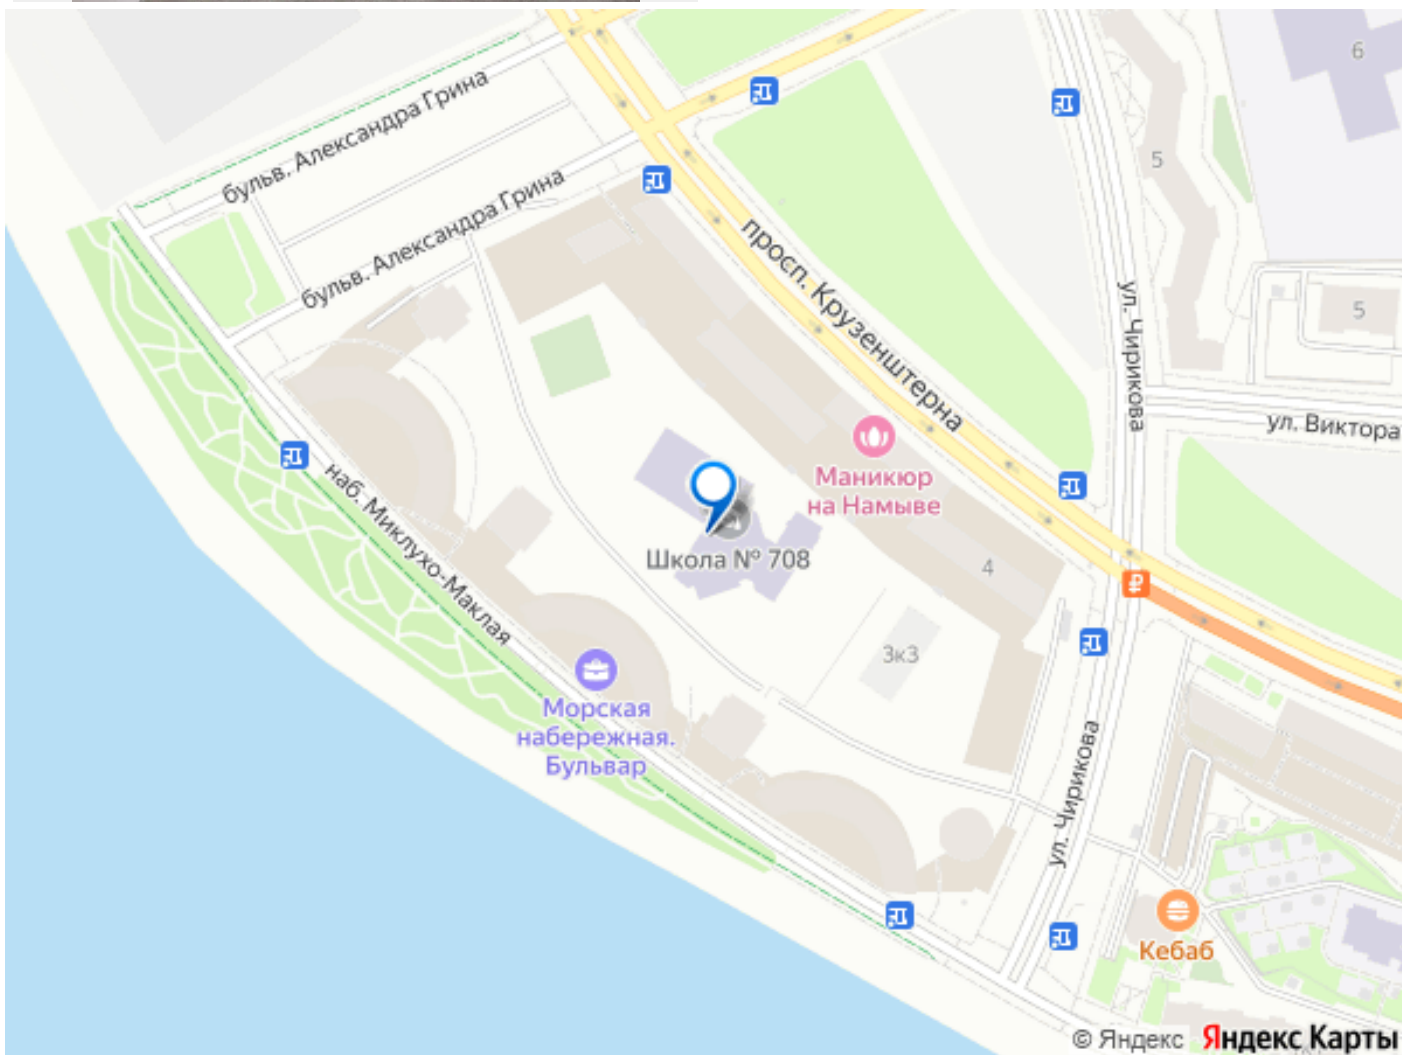 6
бульв. Александра Грина
5
бульв. Александра Грина
просп. Крузенштерна
ул. Чирикова
5
ул. Виктора
Маникюр
на Намыве
наб. Миклухо-Маклая
Школа № 708
4
₽
3к3
Морская
набережная.
Бульвар
ул. Чирикова
Кебаб
© Яндекс Яндекс Карты